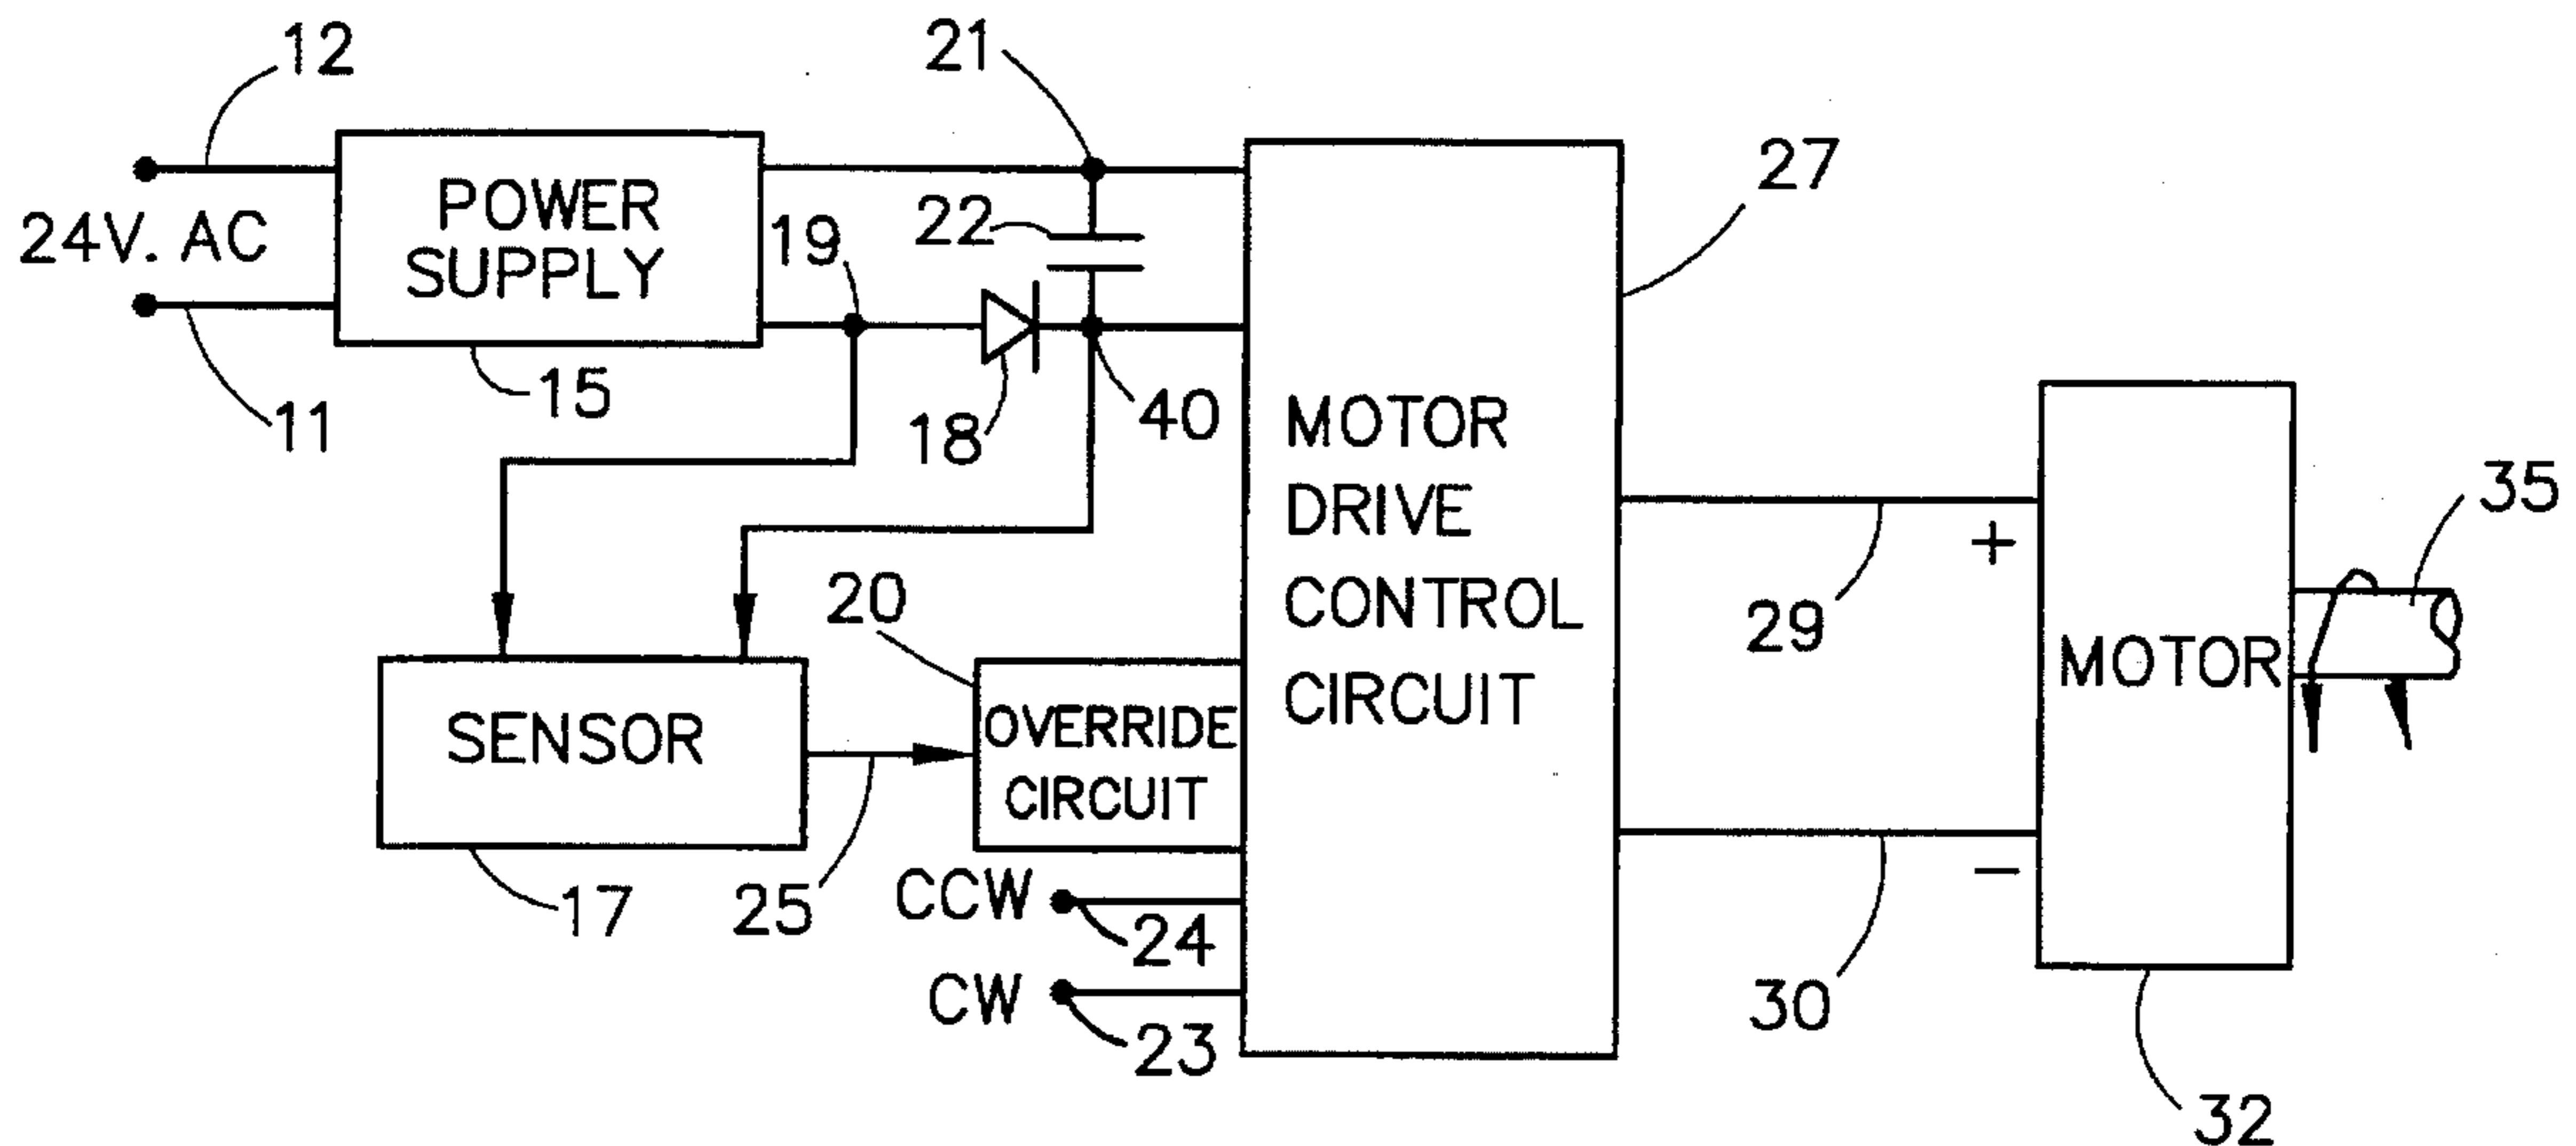 12
21
27
POWER
SUPPLY
24V. AC
19
22
15
11
18
40
MOTOR
DRIVE
CONTROL
CIRCUIT
29
+
35
MOTOR
20
SENSOR
OVERRIDE
CIRCUIT
17
25
CCW
24
CW
23
−
30
32